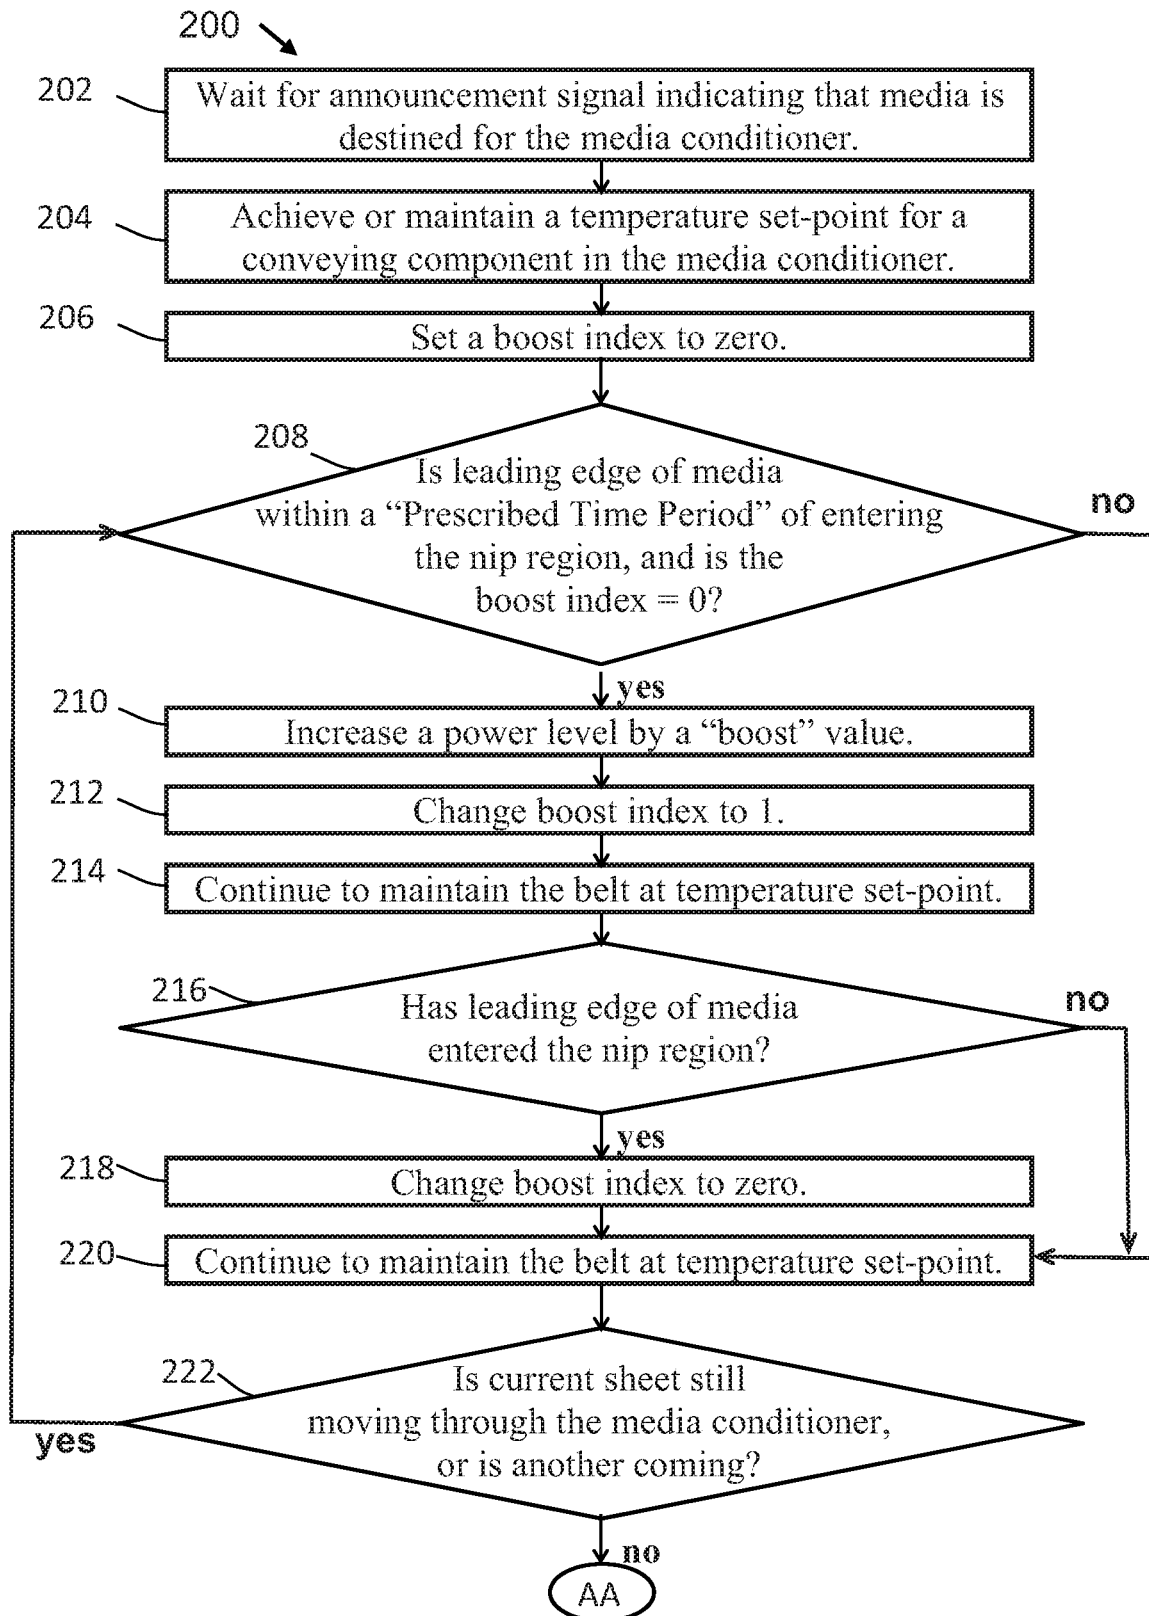 200
202
Wait for announcement signal indicating that media is
destined for the media conditioner.
204
Achieve or maintain a temperature set-point for a
conveying component in the media conditioner.
206
Set a boost index to zero.
208
Is leading edge of media
within a “Prescribed Time Period” of entering
the nip region, and is the
boost index = 0?
no
yes
210
Increase a power level by a “boost” value.
212
Change boost index to 1.
214
Continue to maintain the belt at temperature set-point.
216
Has leading edge of media
entered the nip region?
no
yes
218
Change boost index to zero.
220
Continue to maintain the belt at temperature set-point.
222
Is current sheet still
moving through the media conditioner,
or is another coming?
yes
no
AA